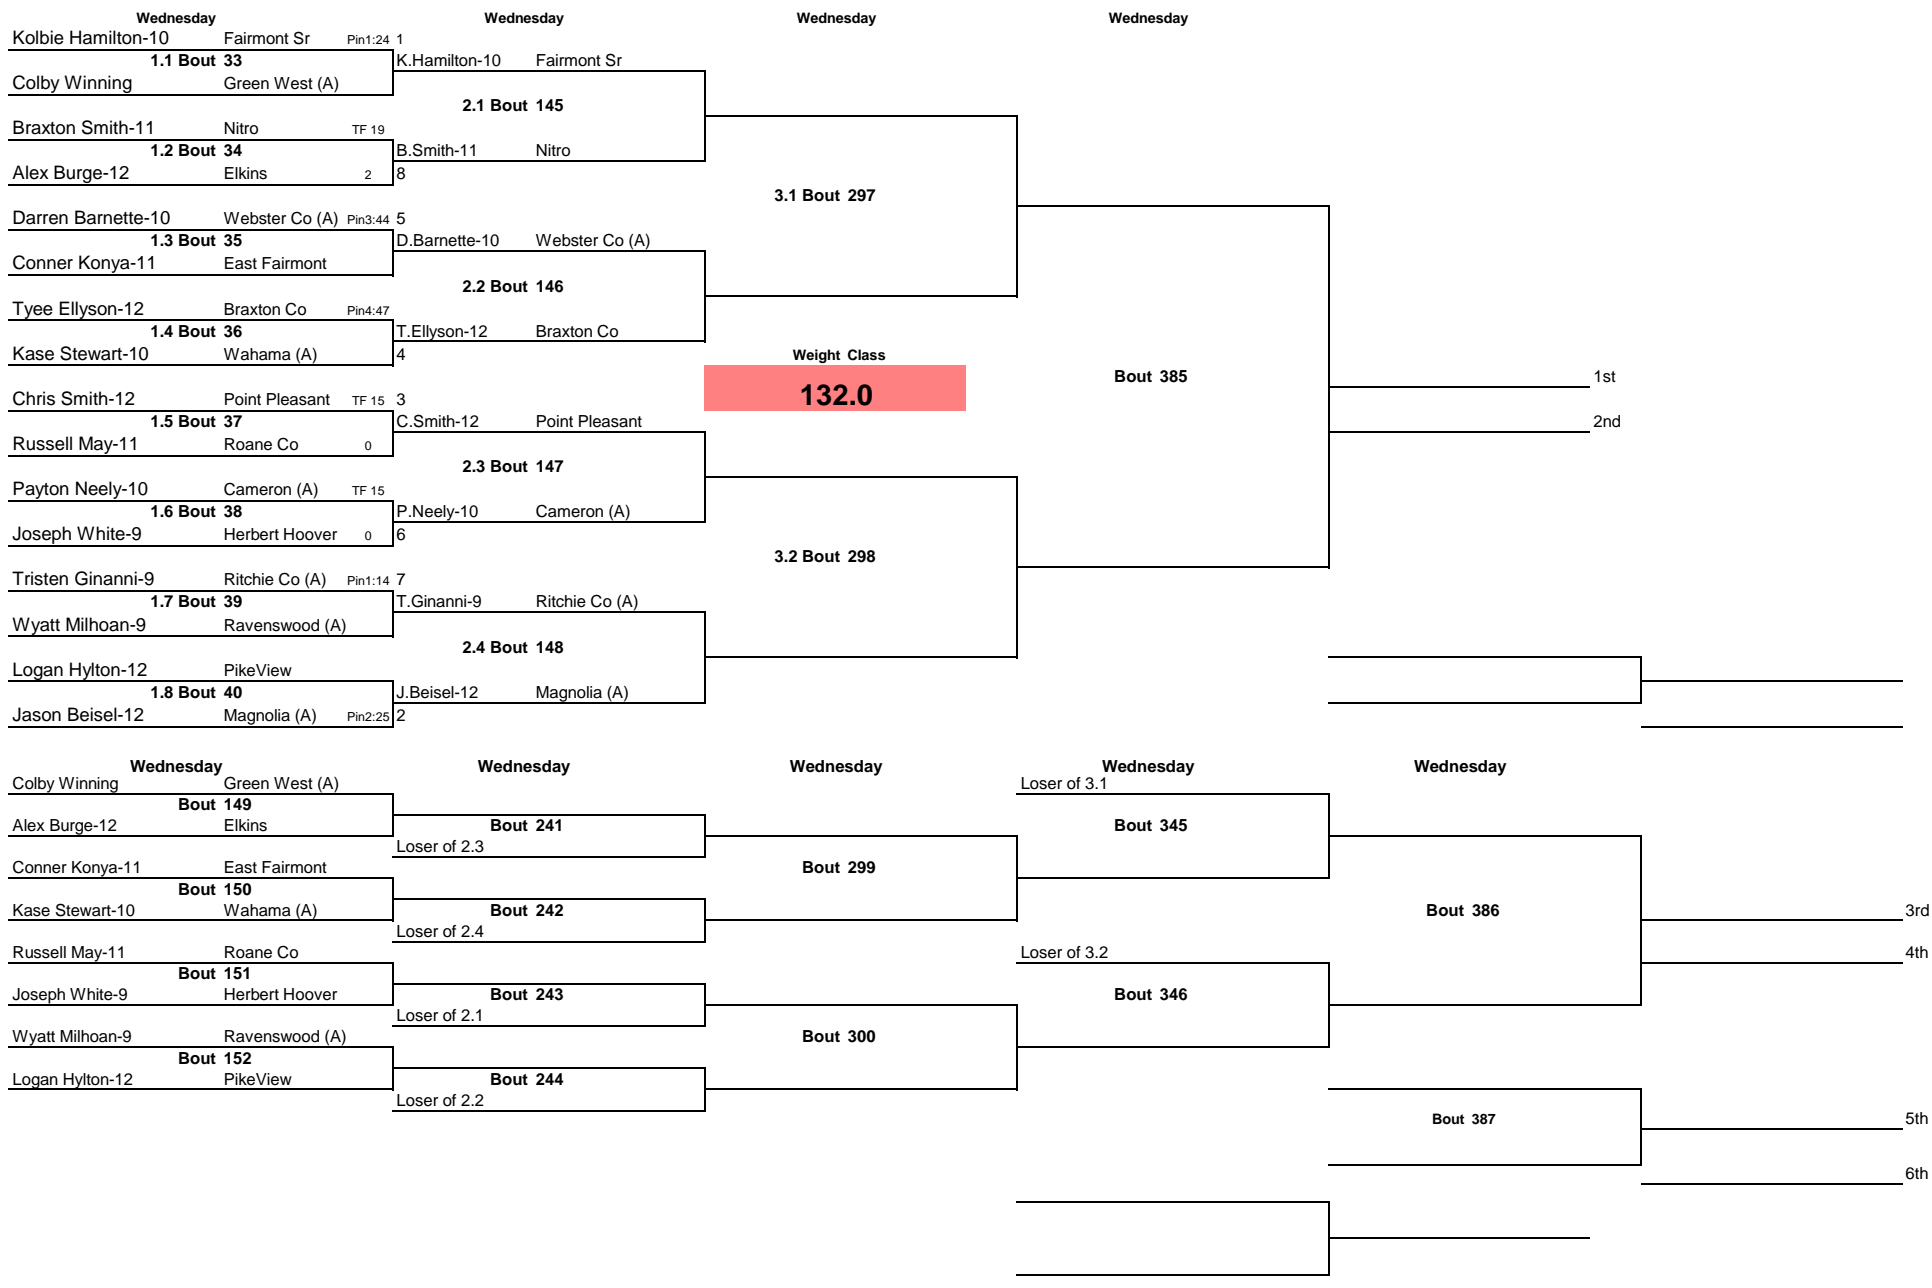 Wednesday Wednesday Wednesday Wednesday
Kolbie Hamilton-10 Fairmont Sr Pin1:24 1
1.1 Bout 33 K.Hamilton-10 Fairmont Sr
Colby Winning Green West (A)
2.1 Bout 145
Braxton Smith-11 Nitro TF 19
1.2 Bout 34 B.Smith-11 Nitro
Alex Burge-12 Elkins 2 8
3.1 Bout 297
Darren Barnette-10 Webster Co (A) Pin3:44 5
1.3 Bout 35 D.Barnette-10 Webster Co (A)
Conner Konya-11 East Fairmont
2.2 Bout 146
Tyee Ellyson-12 Braxton Co Pin4:47
1.4 Bout 36 T.Ellyson-12 Braxton Co
Kase Stewart-10 Wahama (A) 4 Weight Class
Bout 385 1st
132.0
Chris Smith-12 Point Pleasant TF 15 3
1.5 Bout 37 C.Smith-12 Point Pleasant 2nd
Russell May-11 Roane Co 0
2.3 Bout 147
Payton Neely-10 Cameron (A) TF 15
1.6 Bout 38 P.Neely-10 Cameron (A)
Joseph White-9 Herbert Hoover 0 6
3.2 Bout 298
Tristen Ginanni-9 Ritchie Co (A) Pin1:14 7
1.7 Bout 39 T.Ginanni-9 Ritchie Co (A)
Wyatt Milhoan-9 Ravenswood (A)
2.4 Bout 148
Logan Hylton-12 PikeView
1.8 Bout 40 J.Beisel-12 Magnolia (A)
Jason Beisel-12 Magnolia (A) Pin2:25 2
Wednesday Wednesday Wednesday Wednesday Wednesday
Colby Winning Green West (A) Loser of 3.1
Bout 149
Alex Burge-12 Elkins Bout 241 Bout 345
Loser of 2.3
Conner Konya-11 East Fairmont Bout 299
Bout 150
Kase Stewart-10 Wahama (A) Bout 242 Bout 386 3rd
Loser of 2.4
Russell May-11 Roane Co Loser of 3.2 4th
Bout 151
Joseph White-9 Herbert Hoover Bout 243 Bout 346
Loser of 2.1
Wyatt Milhoan-9 Ravenswood (A) Bout 300
Bout 152
Logan Hylton-12 PikeView Bout 244
Loser of 2.2
Bout 387 5th
6th